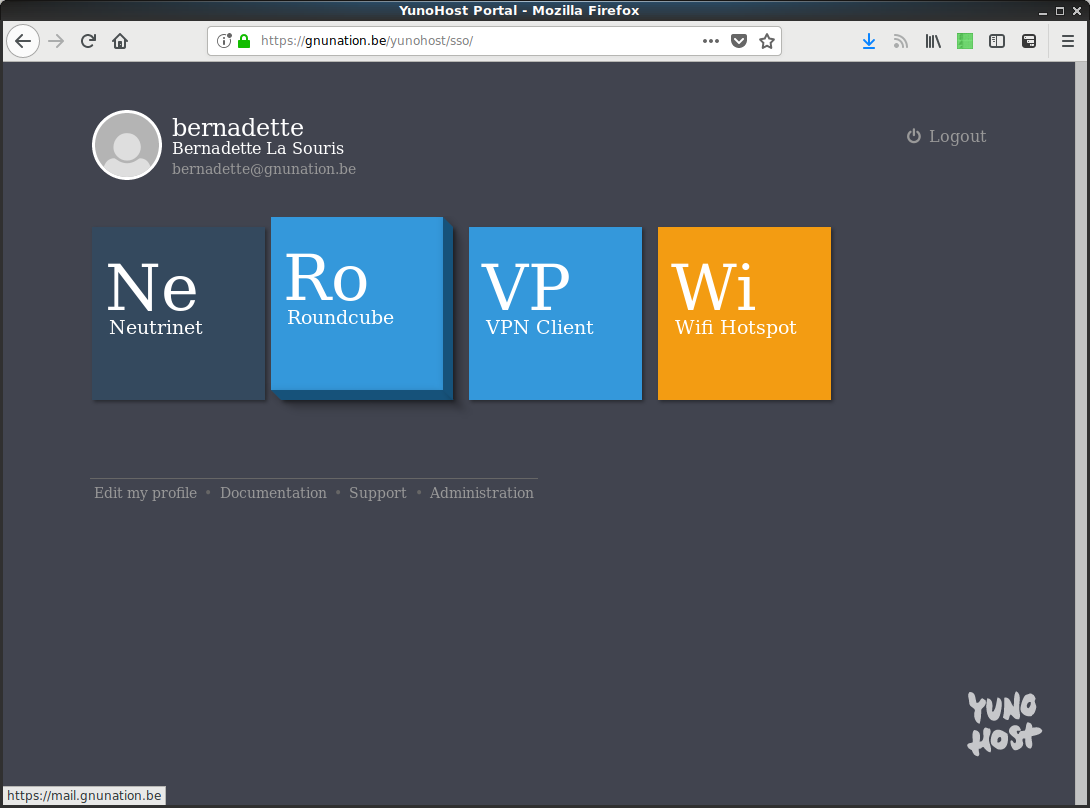 YunoHost Portal - Mozilla Firefox
https://gnunation.be/yunohost/sso/
bernadette
Bernadette La Souris
bernadette@gnunation.be
Logout
Ne
Neutrinet
Ro
Roundcube
VP
VPN Client
Wi
Wifi Hotspot
Edit my profile • Documentation • Support • Administration
YUNO
HOST
https://mail.gnunation.be